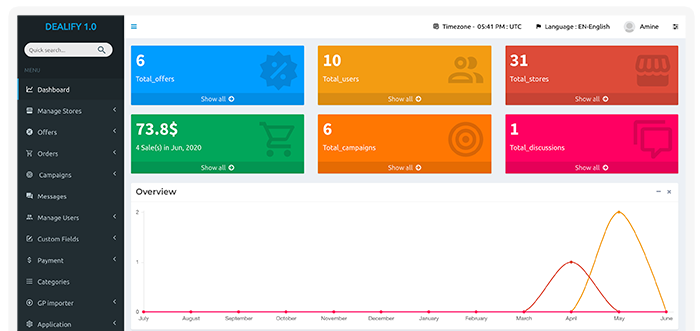 DEALIFY 1.0
Timezone - 05:41 PM : UTC
Language : EN-English
Amine
Quick search...
MENU
Dashboard
Manage Stores
Offers
Orders
Campaigns
Messages
Manage Users
Custom Fields
Payment
Categories
GP importer
Application
6
Total_offers
Show all
10
Total_users
Show all
31
Total_stores
Show all
73.8$
4 Sale(s) in Jun, 2020
Show all
6
Total_campaigns
Show all
1
Total_discussions
Show all
Overview
2
1
0
July August September October November December January February March April May June